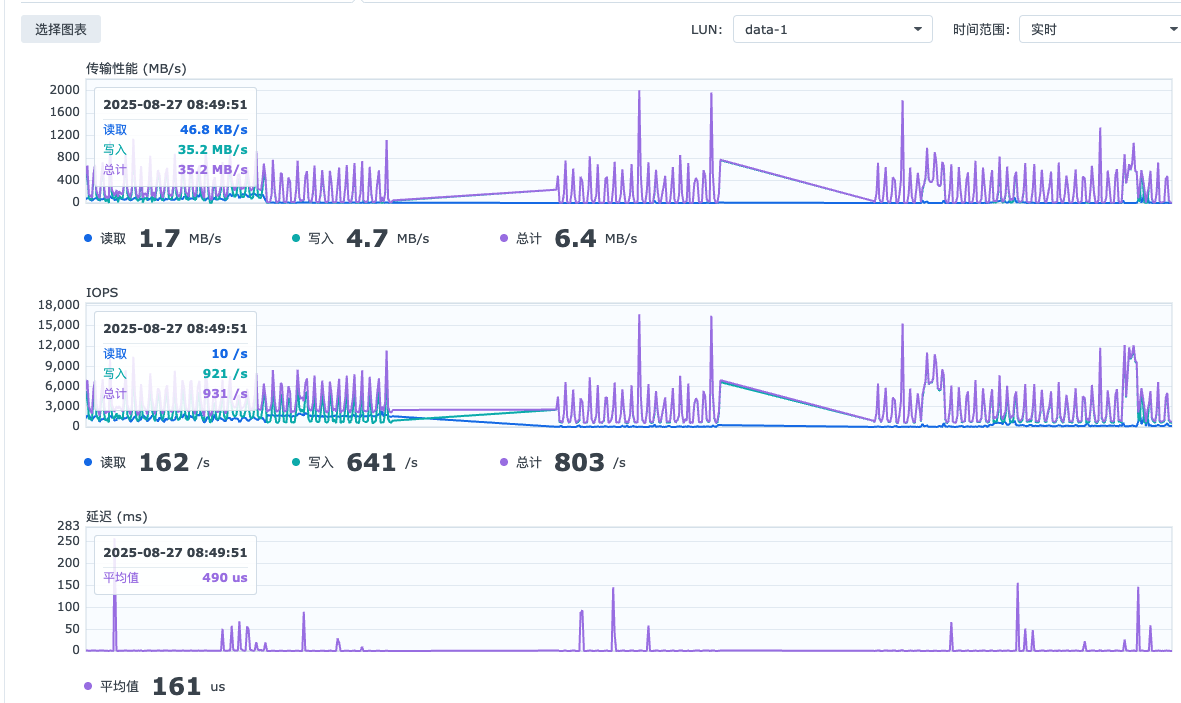 选择图表 LUN: data-1 时间范围: 实时
传输性能 (MB/s)
2000
1600
1200
800
400
0
2025-08-27 08:49:51
读取 46.8 KB/s
写入 35.2 MB/s
总计 35.2 MB/s
读取 1.7 MB/s 写入 4.7 MB/s 总计 6.4 MB/s
IOPS
18,000
15,000
12,000
9,000
6,000
3,000
0
2025-08-27 08:49:51
读取 10 /s
写入 921 /s
总计 931 /s
读取 162 /s 写入 641 /s 总计 803 /s
延迟 (ms)
283
250
200
150
100
50
0
2025-08-27 08:49:51
平均值 490 us
平均值 161 us